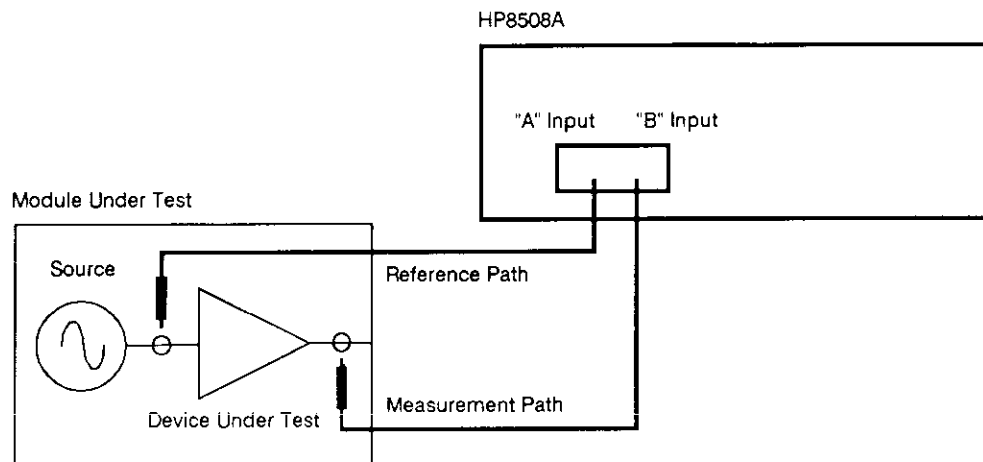 HP8508A
"A" Input "B" Input
Module Under Test
Source
Reference Path
Device Under Test
Measurement Path